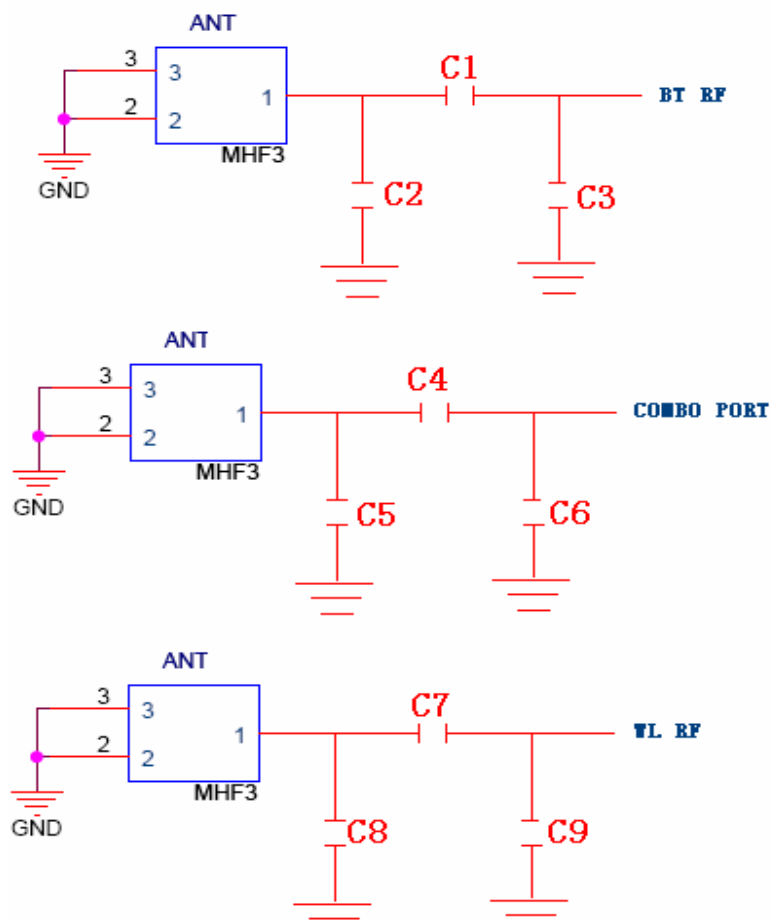 ANT
3
3
2
2
1
MHF3
GND
C1
C2
C3
BT RF
ANT
3
3
2
2
1
MHF3
GND
C4
C5
C6
COMBO PORT
ANT
3
3
2
2
1
MHF3
GND
C7
C8
C9
WL RF